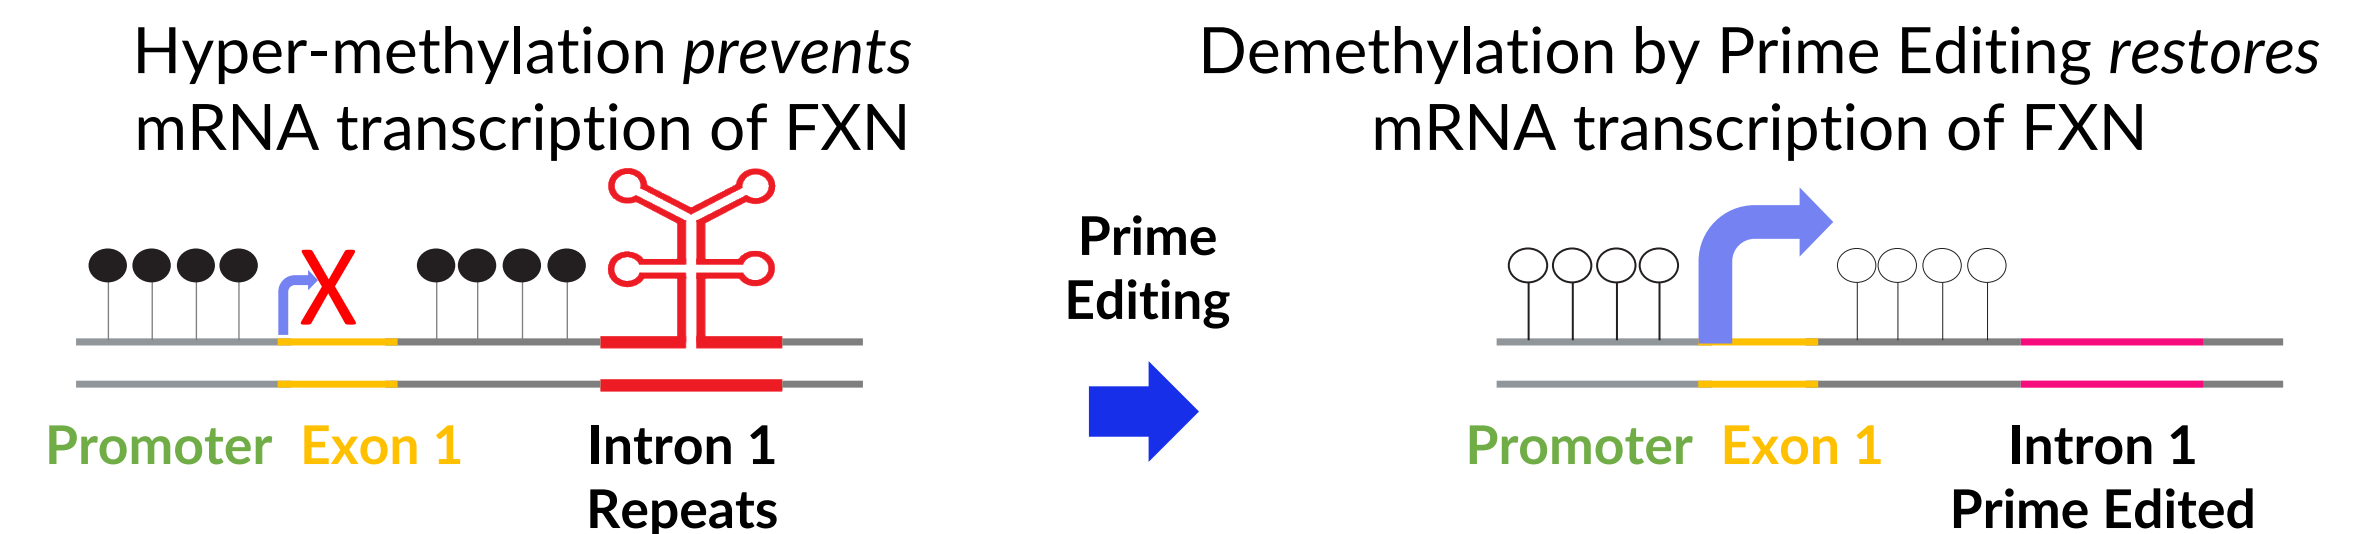 Hyper-methylation prevents
mRNA transcription of FXN
X
Promoter Exon 1
Intron 1
Repeats
Prime
Editing
Demethylation by Prime Editing restores
mRNA transcription of FXN
Promoter Exon 1
Intron 1
Prime Edited